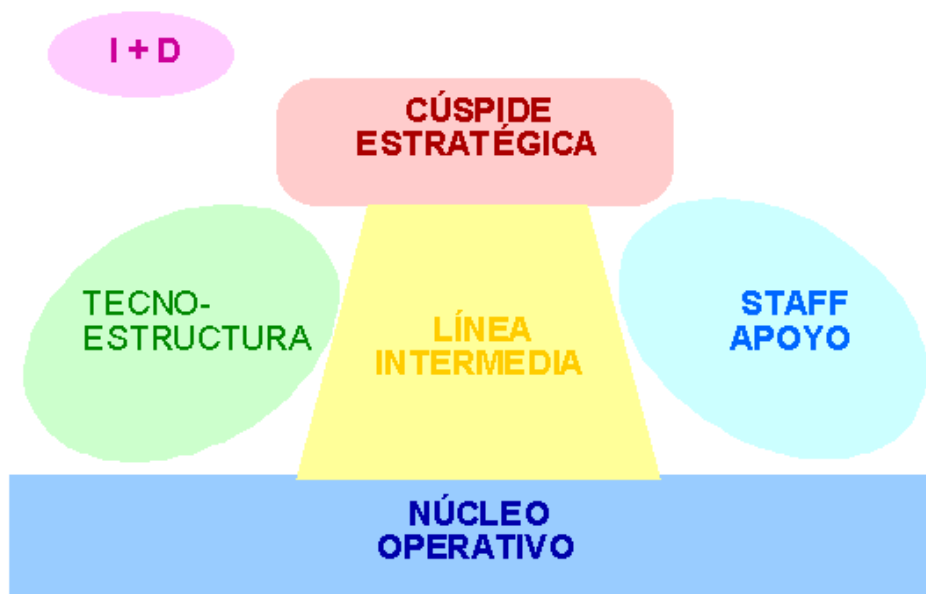 I + D
CÚSPIDE
ESTRATÉGICA
TECNO-
ESTRUCTURA
LÍNEA
INTERMEDIA
STAFF
APOYO
NÚCLEO
OPERATIVO